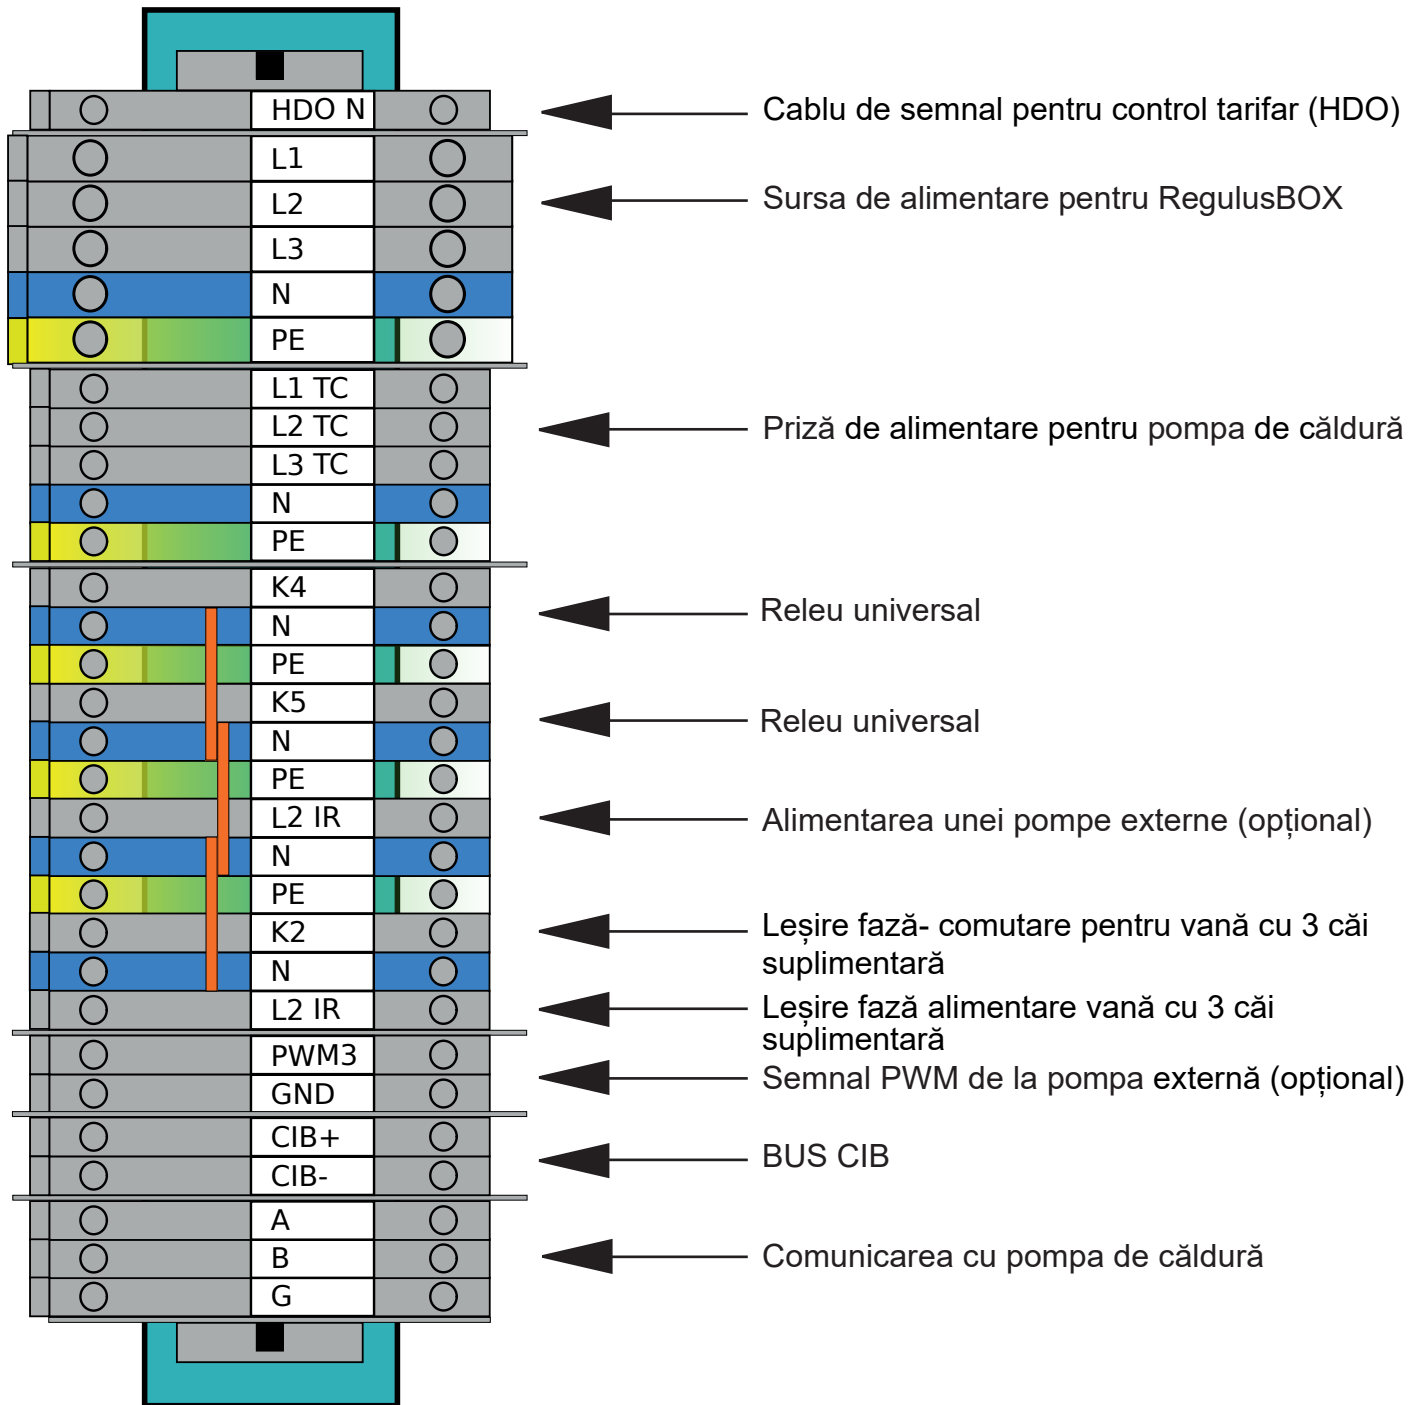 HDO N
Cablu de semnal pentru control tarifar (HDO)
L1
L2
Sursa de alimentare pentru RegulusBOX
L3
N
PE
L1 TC
L2 TC
Priză de alimentare pentru pompa de căldură
L3 TC
N
PE
K4
N
Releu universal
PE
K5
Releu universal
N
PE
L2 IR
Alimentarea unei pompe externe (opțional)
N
PE
K2
Leșire fază- comutare pentru vană cu 3 căi
suplimentară
N
L2 IR
Leșire fază alimentare vană cu 3 căi
suplimentară
PWM3
Semnal PWM de la pompa externă (opțional)
GND
CIB+
BUS CIB
CIB-
A
B
Comunicarea cu pompa de căldură
G